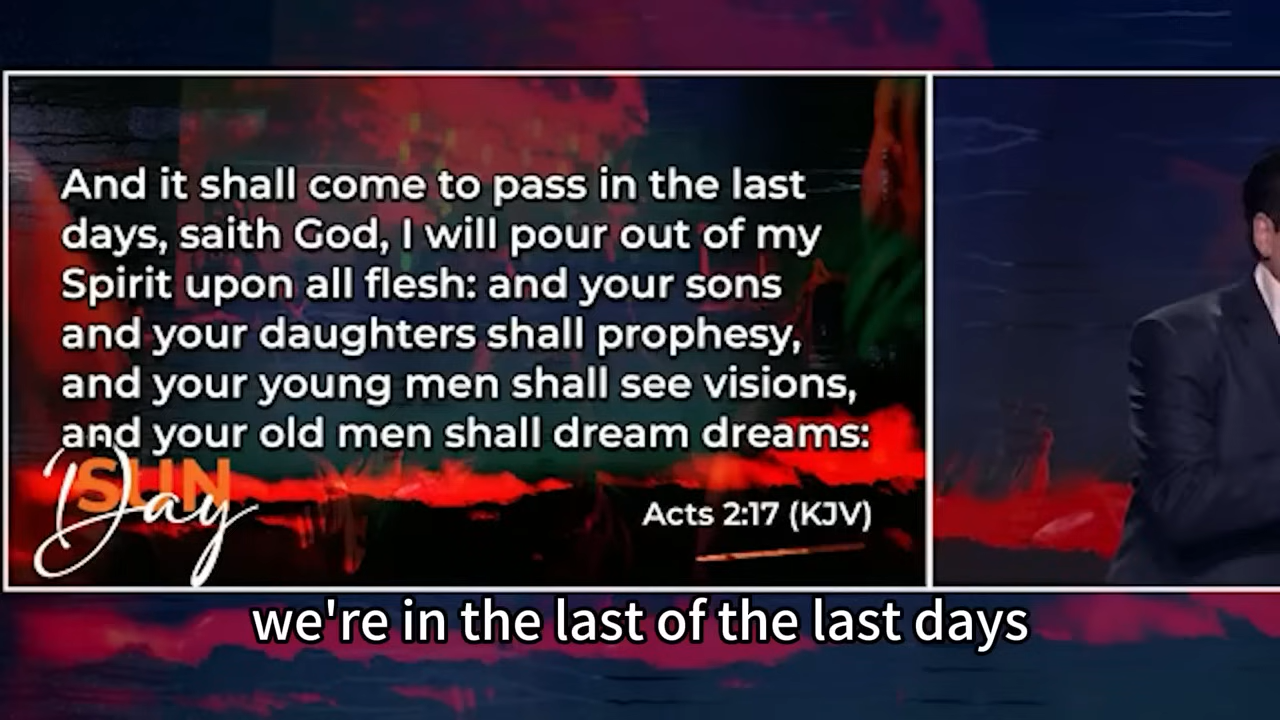 And it shall come to pass in the last
days, saith God, I will pour out of my
Spirit upon all flesh: and your sons
and your daughters shall prophesy,
and your young men shall see visions,
and your old men shall dream dreams:
SUN
Day
Acts 2:17 (KJV)
we're in the last of the last days